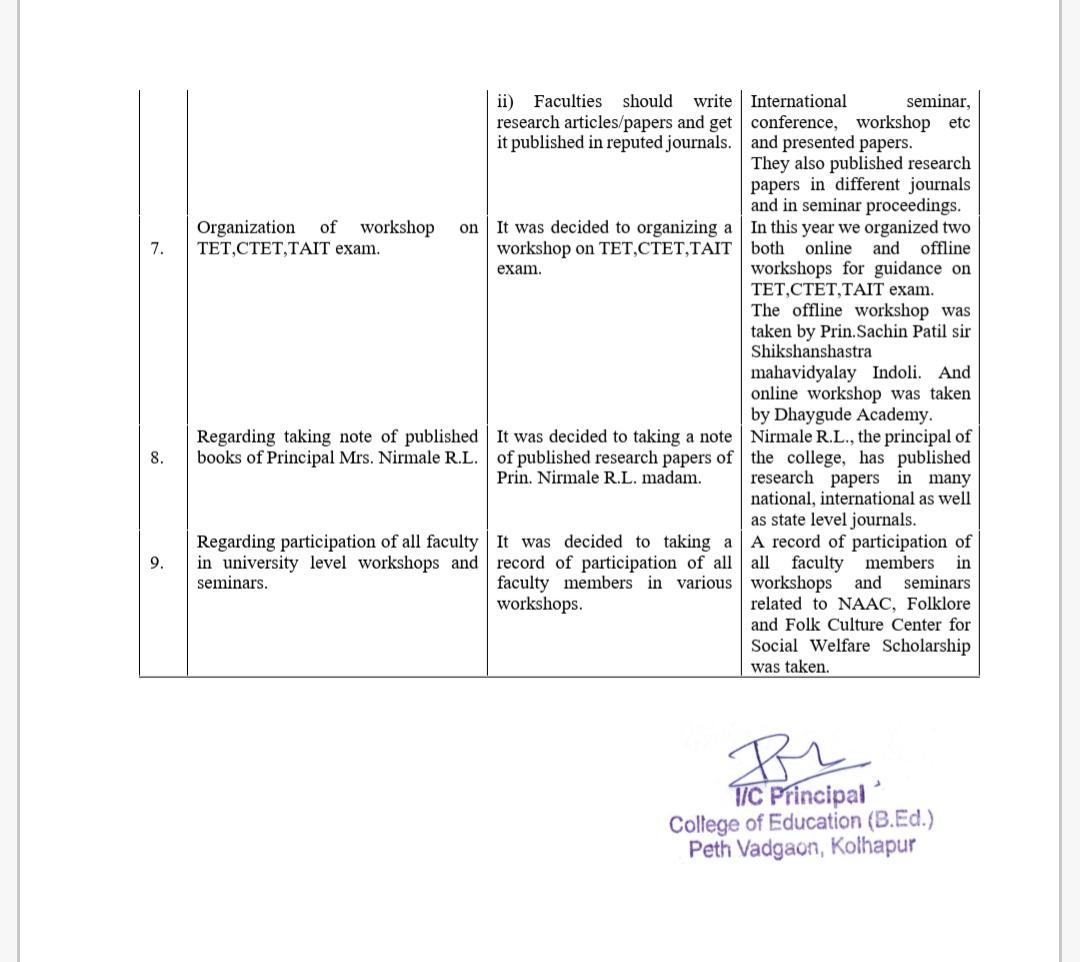 ii) Faculties should write
research articles/papers and get
it published in reputed journals.
International seminar,
conference, workshop etc
and presented papers.
They also published research
papers in different journals
and in seminar proceedings.
7.
Organization of workshop on
TET,CTET,TAIT exam.
It was decided to organizing a
workshop on TET,CTET,TAIT
exam.
In this year we organized two
both online and offline
workshops for guidance on
TET,CTET,TAIT exam.
The offline workshop was
taken by Prin.Sachin Patil sir
Shikshanshastra
mahavidyalay Indoli. And
online workshop was taken
by Dhaygude Academy.
8.
Regarding taking note of published
books of Principal Mrs. Nirmale R.L.
It was decided to taking a note
of published research papers of
Prin. Nirmale R.L. madam.
Nirmale R.L., the principal of
the college, has published
research papers in many
national, international as well
as state level journals.
9.
Regarding participation of all faculty
in university level workshops and
seminars.
It was decided to taking a
record of participation of all
faculty members in various
workshops.
A record of participation of
all faculty members in
workshops and seminars
related to NAAC, Folklore
and Folk Culture Center for
Social Welfare Scholarship
was taken.
I/C Principal
College of Education (B.Ed.)
Peth Vadgaon, Kolhapur